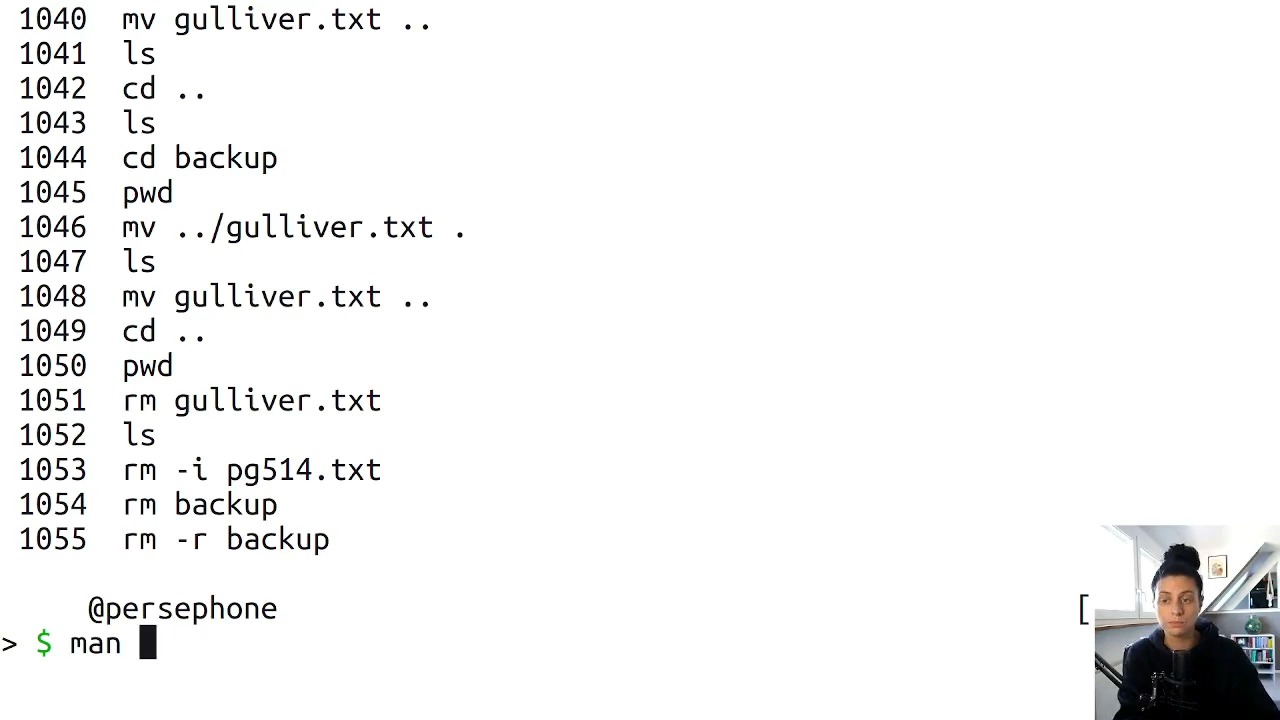 1040 mv gulliver.txt ..
1041 ls
1042 cd ..
1043 ls
1044 cd backup
1045 pwd
1046 mv ../gulliver.txt .
1047 ls
1048 mv gulliver.txt ..
1049 cd ..
1050 pwd
1051 rm gulliver.txt
1052 ls
1053 rm -i pg514.txt
1054 rm backup
1055 rm -r backup
@persephone [
> $ man